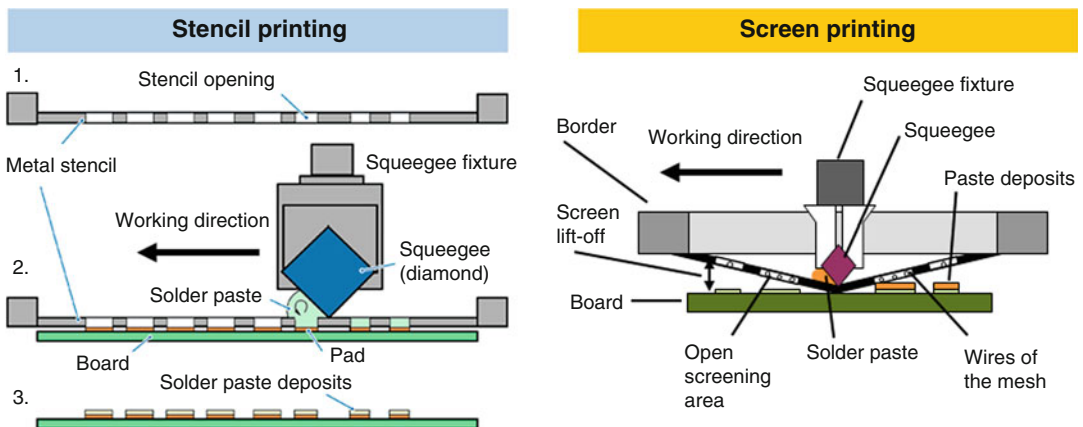 Stencil printing
1.
Stencil opening
Metal stencil
Squeegee fixture
Working direction
2.
Squeegee
(diamond)
Solder paste
Board
Pad
Solder paste deposits
3.
Screen printing
Squeegee fixture
Border
Working direction
Squeegee
Paste deposits
Screen
lift-off
Board
Open
screening
area
Solder paste
Wires of
the mesh